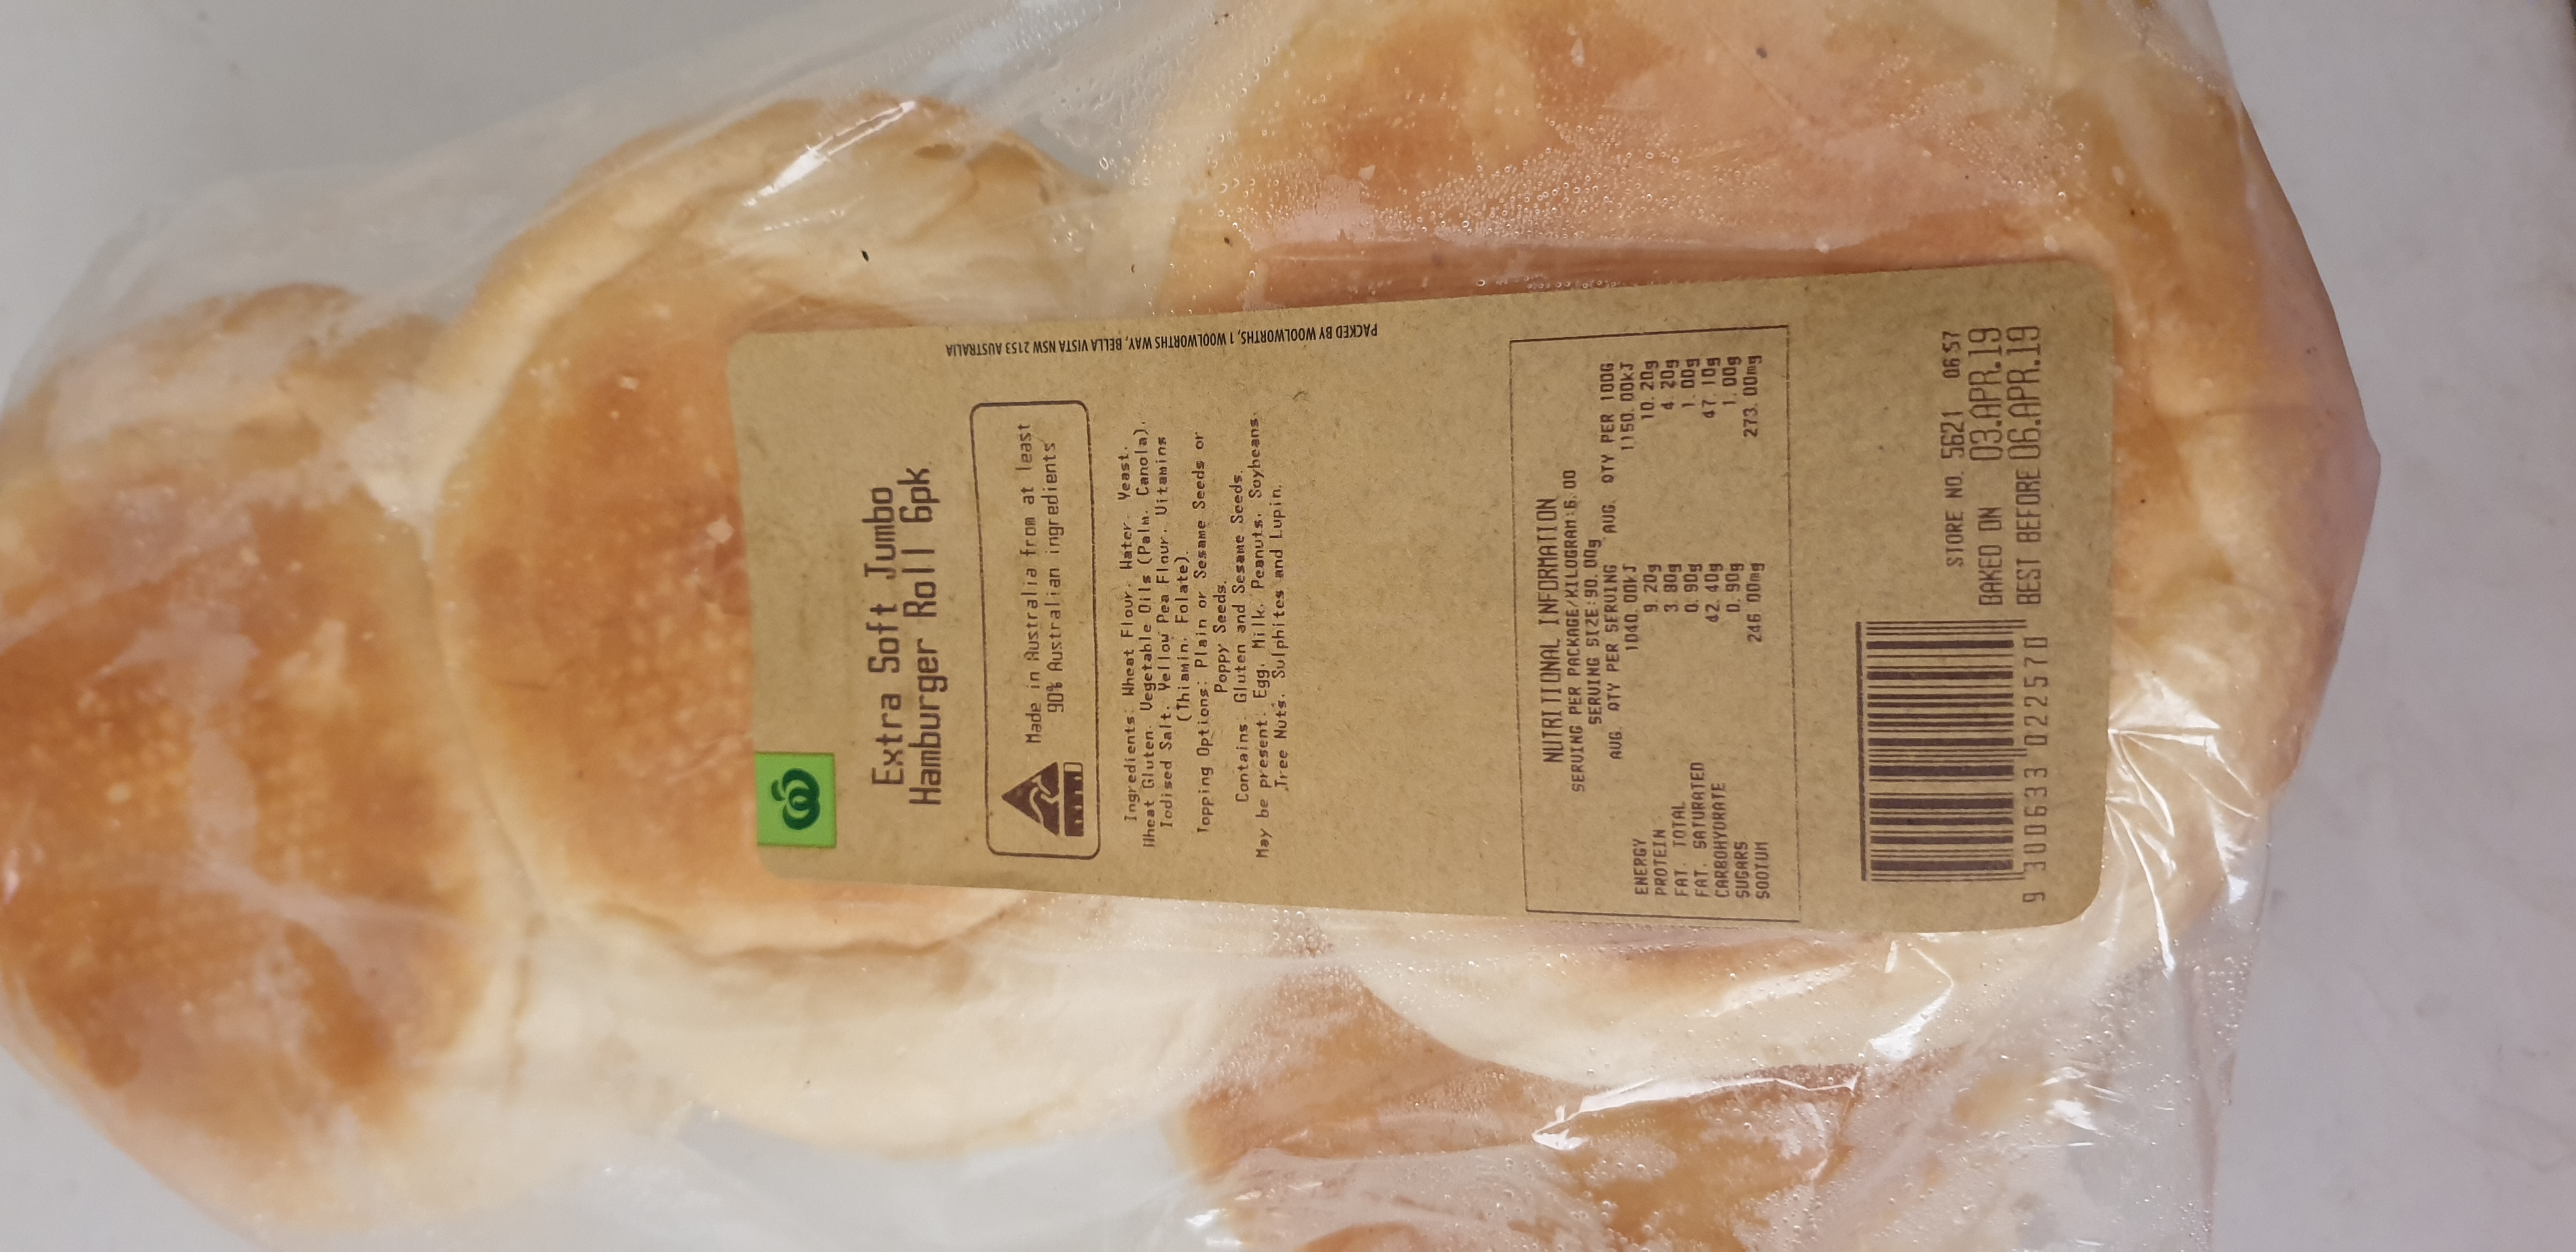 Extra Soft Jumbo
Hamburger Roll 6pk
Made in Australia from at least
90% Australian ingredients
Ingredients: Wheat Flour, Water, Yeast,
Wheat Gluten, Vegetable Oils (Palm, Canola),
Iodised Salt, Yellow Pea Flour, Vitamins
(Thiamin, Folate).
Topping Options: Plain or Sesame Seeds or
Poppy Seeds.
Contains: Gluten and Sesame Seeds.
May be present: Egg, Milk, Peanuts, Soybeans,
Tree Nuts, Sulphites and Lupin.
PACKED BY WOOLWORTHS, 1 WOOLWORTHS WAY, BELLA VISTA NSW 2153 AUSTRALIA
NUTRITIONAL INFORMATION
SERVING PER PACKAGE/KILOGRAM:6.00
SERVING SIZE:90.00g
AVG. QTY PER SERVING AVG. QTY PER 100G
ENERGY 1040.00kJ 1150.00kJ
PROTEIN 9.20g 10.20g
FAT, TOTAL 3.80g 4.20g
FAT, SATURATED 0.90g 1.00g
CARBOHYDRATE 42.40g 47.10g
SUGARS 0.90g 1.00g
SODIUM 246.00mg 273.00mg
STORE NO. 5621 06:57
BAKED ON 03.APR.19
BEST BEFORE 06.APR.19
9 300633 022570